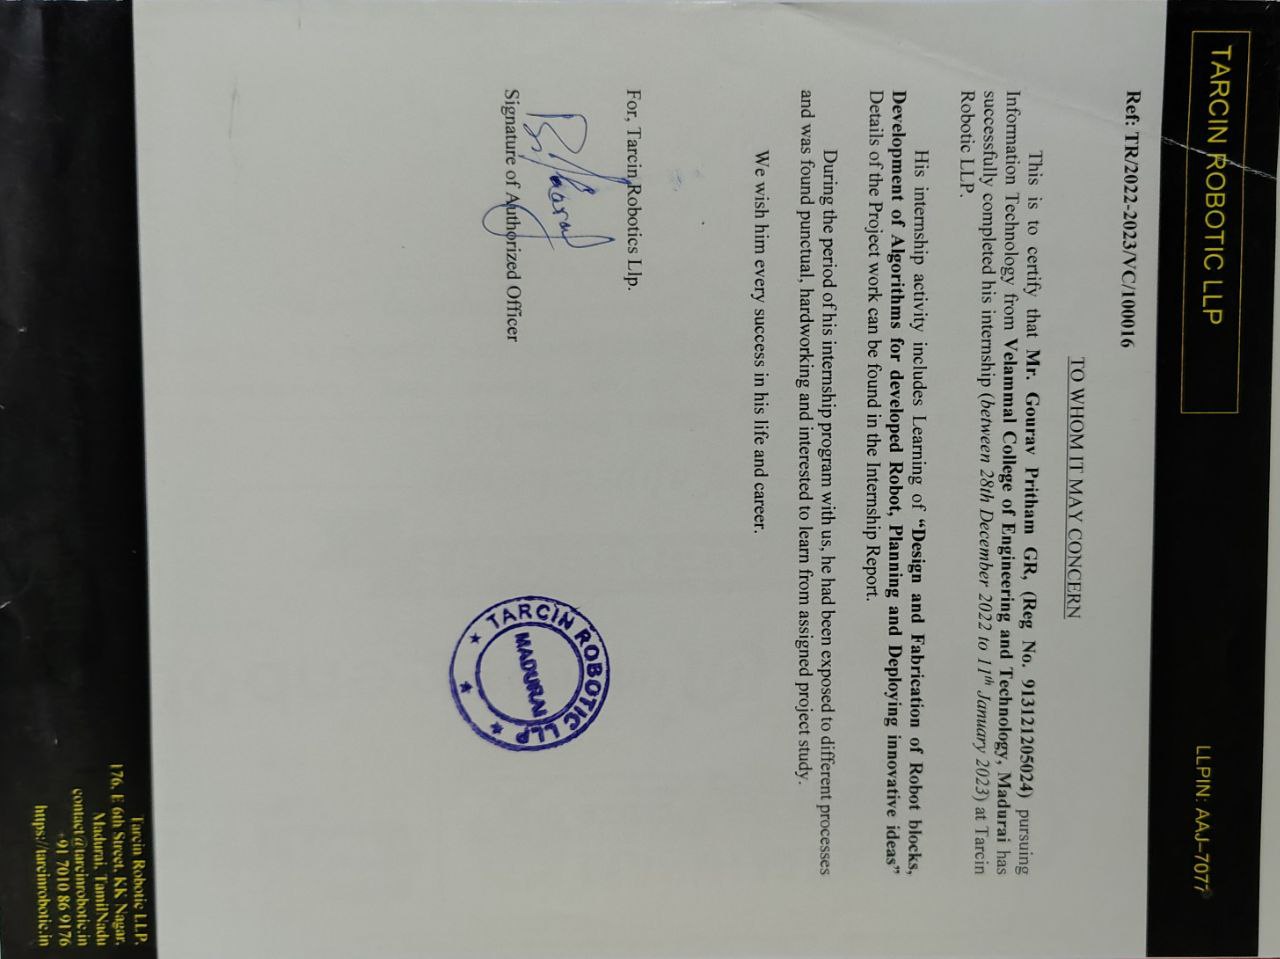 TARCIN ROBOTIC LLP
LLPIN: AAJ-7077
Ref: TR/2022-2023/VC/100016
TO WHOM IT MAY CONCERN
This is to certify that Mr. Gourav Pritham GR, (Reg No. 913121205024) pursuing
Information Technology from Velammal College of Engineering and Technology, Madurai has
successfully completed his internship (between 28th December 2022 to 11th January 2023) at Tarcin
Robotic LLP.
His internship activity includes Learning of “Design and Fabrication of Robot blocks,
Development of Algorithms for developed Robot, Planning and Deploying innovative ideas”
Details of the Project work can be found in the Internship Report.
During the period of his internship program with us, he had been exposed to different processes
and was found punctual, hardworking and interested to learn from assigned project study.
We wish him every success in his life and career.
For, Tarcin Robotics Llp.
Signature of Authorized Officer
TARCIN ROBOTIC LLP
MADURAI
Tarcin Robotic LLP.
176, E 6th Street, KK Nagar,
Madurai, TamilNadu
contact@tarcinrobotic.in
+91 7010 86 9176
https://tarcinrobotic.in